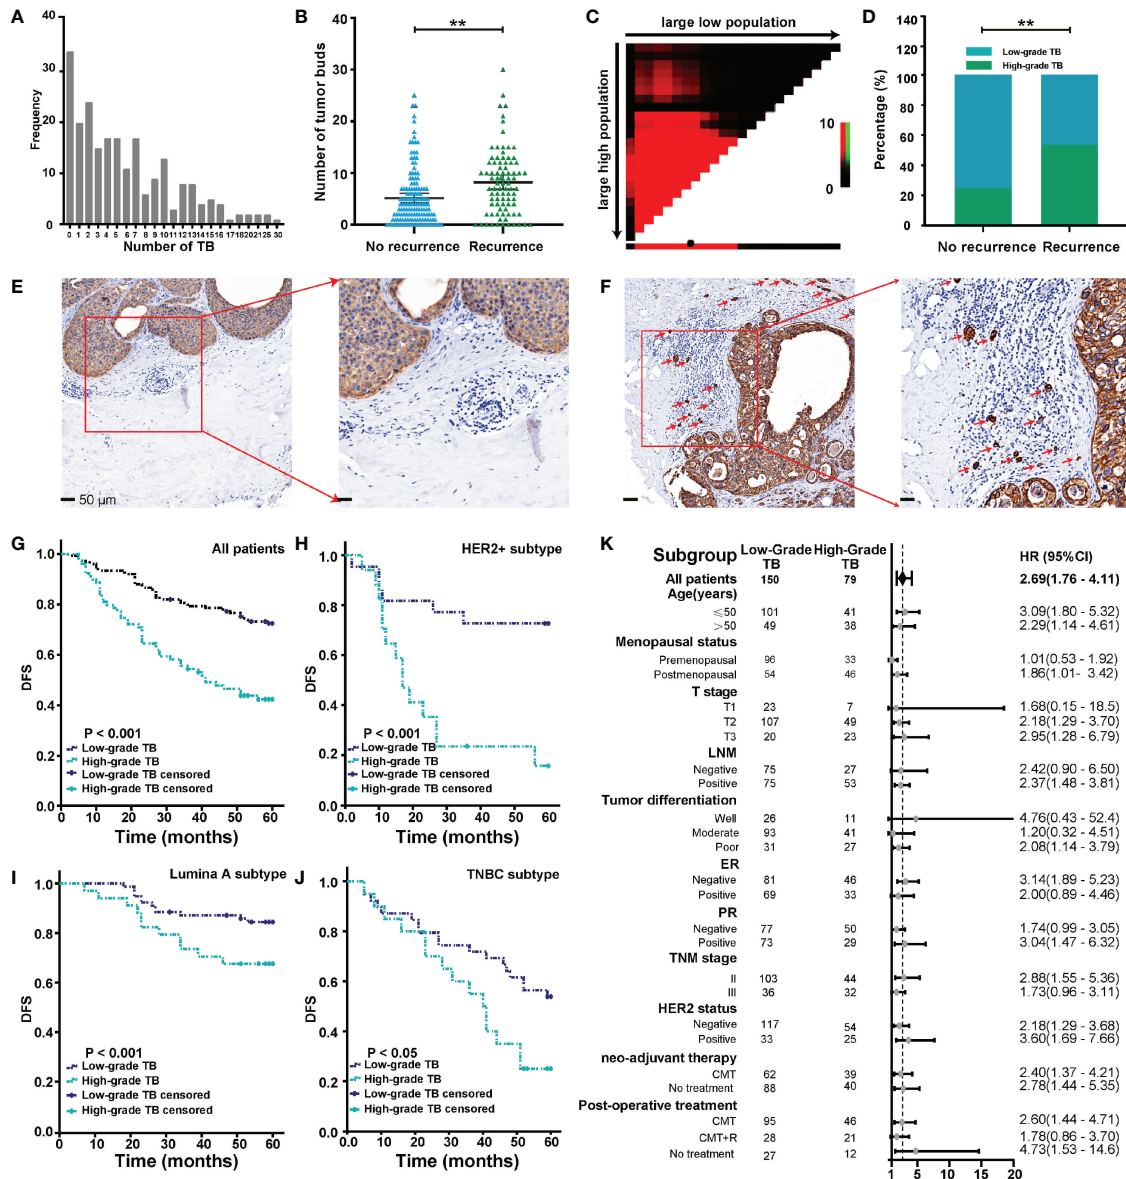 A
40
30
20
10
0
Frequency
0 1 2 3 4 5 6 7 8 9 10 11 12 13 14 15 16 17 18 20 21 25 30
Number of TB
B
**
40
30
20
10
0
Number of tumor buds
No recurrence
Recurrence
C
large low population
large high population
10
0
D
**
140
120
100
80
60
40
20
0
Percentage (%)
Low-grade TB
High-grade TB
No recurrence
Recurrence
E
50 μm
F
G
All patients
1.0
0.8
0.6
0.4
0.2
0.0
DFS
P < 0.001
Low-grade TB
High-grade TB
Low-grade TB censored
High-grade TB censored
0 10 20 30 40 50 60
Time (months)
H
HER2+ subtype
1.0
0.8
0.6
0.4
0.2
0.0
DFS
P < 0.001
Low-grade TB
High-grade TB
Low-grade TB censored
High-grade TB censored
0 10 20 30 40 50 60
Time (months)
I
Lumina A subtype
1.0
0.8
0.6
0.4
0.2
0.0
DFS
P < 0.001
Low-grade TB
High-grade TB
Low-grade TB censored
High-grade TB censored
0 10 20 30 40 50 60
Time (months)
J
TNBC subtype
1.0
0.8
0.6
0.4
0.2
0.0
DFS
P < 0.05
Low-grade TB
High-grade TB
Low-grade TB censored
High-grade TB censored
0 10 20 30 40 50 60
Time (months)
K
Subgroup Low-Grade TB High-Grade TB HR (95%CI)
All patients 150 79 2.69(1.76 - 4.11)
Age(years)
⩽50 101 41 3.09(1.80 - 5.32)
>50 49 38 2.29(1.14 - 4.61)
Menopausal status
Premenopausal 96 33 1.01(0.53 - 1.92)
Postmenopausal 54 46 1.86(1.01- 3.42)
T stage
T1 23 7 1.68(0.15 - 18.5)
T2 107 49 2.18(1.29 - 3.70)
T3 20 23 2.95(1.28 - 6.79)
LNM
Negative 75 27 2.42(0.90 - 6.50)
Positive 75 53 2.37(1.48 - 3.81)
Tumor differentiation
Well 26 11 4.76(0.43 - 52.4)
Moderate 93 41 1.20(0.32 - 4.51)
Poor 31 27 2.08(1.14 - 3.79)
ER
Negative 81 46 3.14(1.89 - 5.23)
Positive 69 33 2.00(0.89 - 4.46)
PR
Negative 77 50 1.74(0.99 - 3.05)
Positive 73 29 3.04(1.47 - 6.32)
TNM stage
II 103 44 2.88(1.55 - 5.36)
III 36 32 1.73(0.96 - 3.11)
HER2 status
Negative 117 54 2.18(1.29 - 3.68)
Positive 33 25 3.60(1.69 - 7.66)
neo-adjuvant therapy
CMT 62 39 2.40(1.37 - 4.21)
No treatment 88 40 2.78(1.44 - 5.35)
Post-operative treatment
CMT 95 46 2.60(1.44 - 4.71)
CMT+R 28 21 1.78(0.86 - 3.70)
No treatment 27 12 4.73(1.53 - 14.6)
1 5 10 15 20